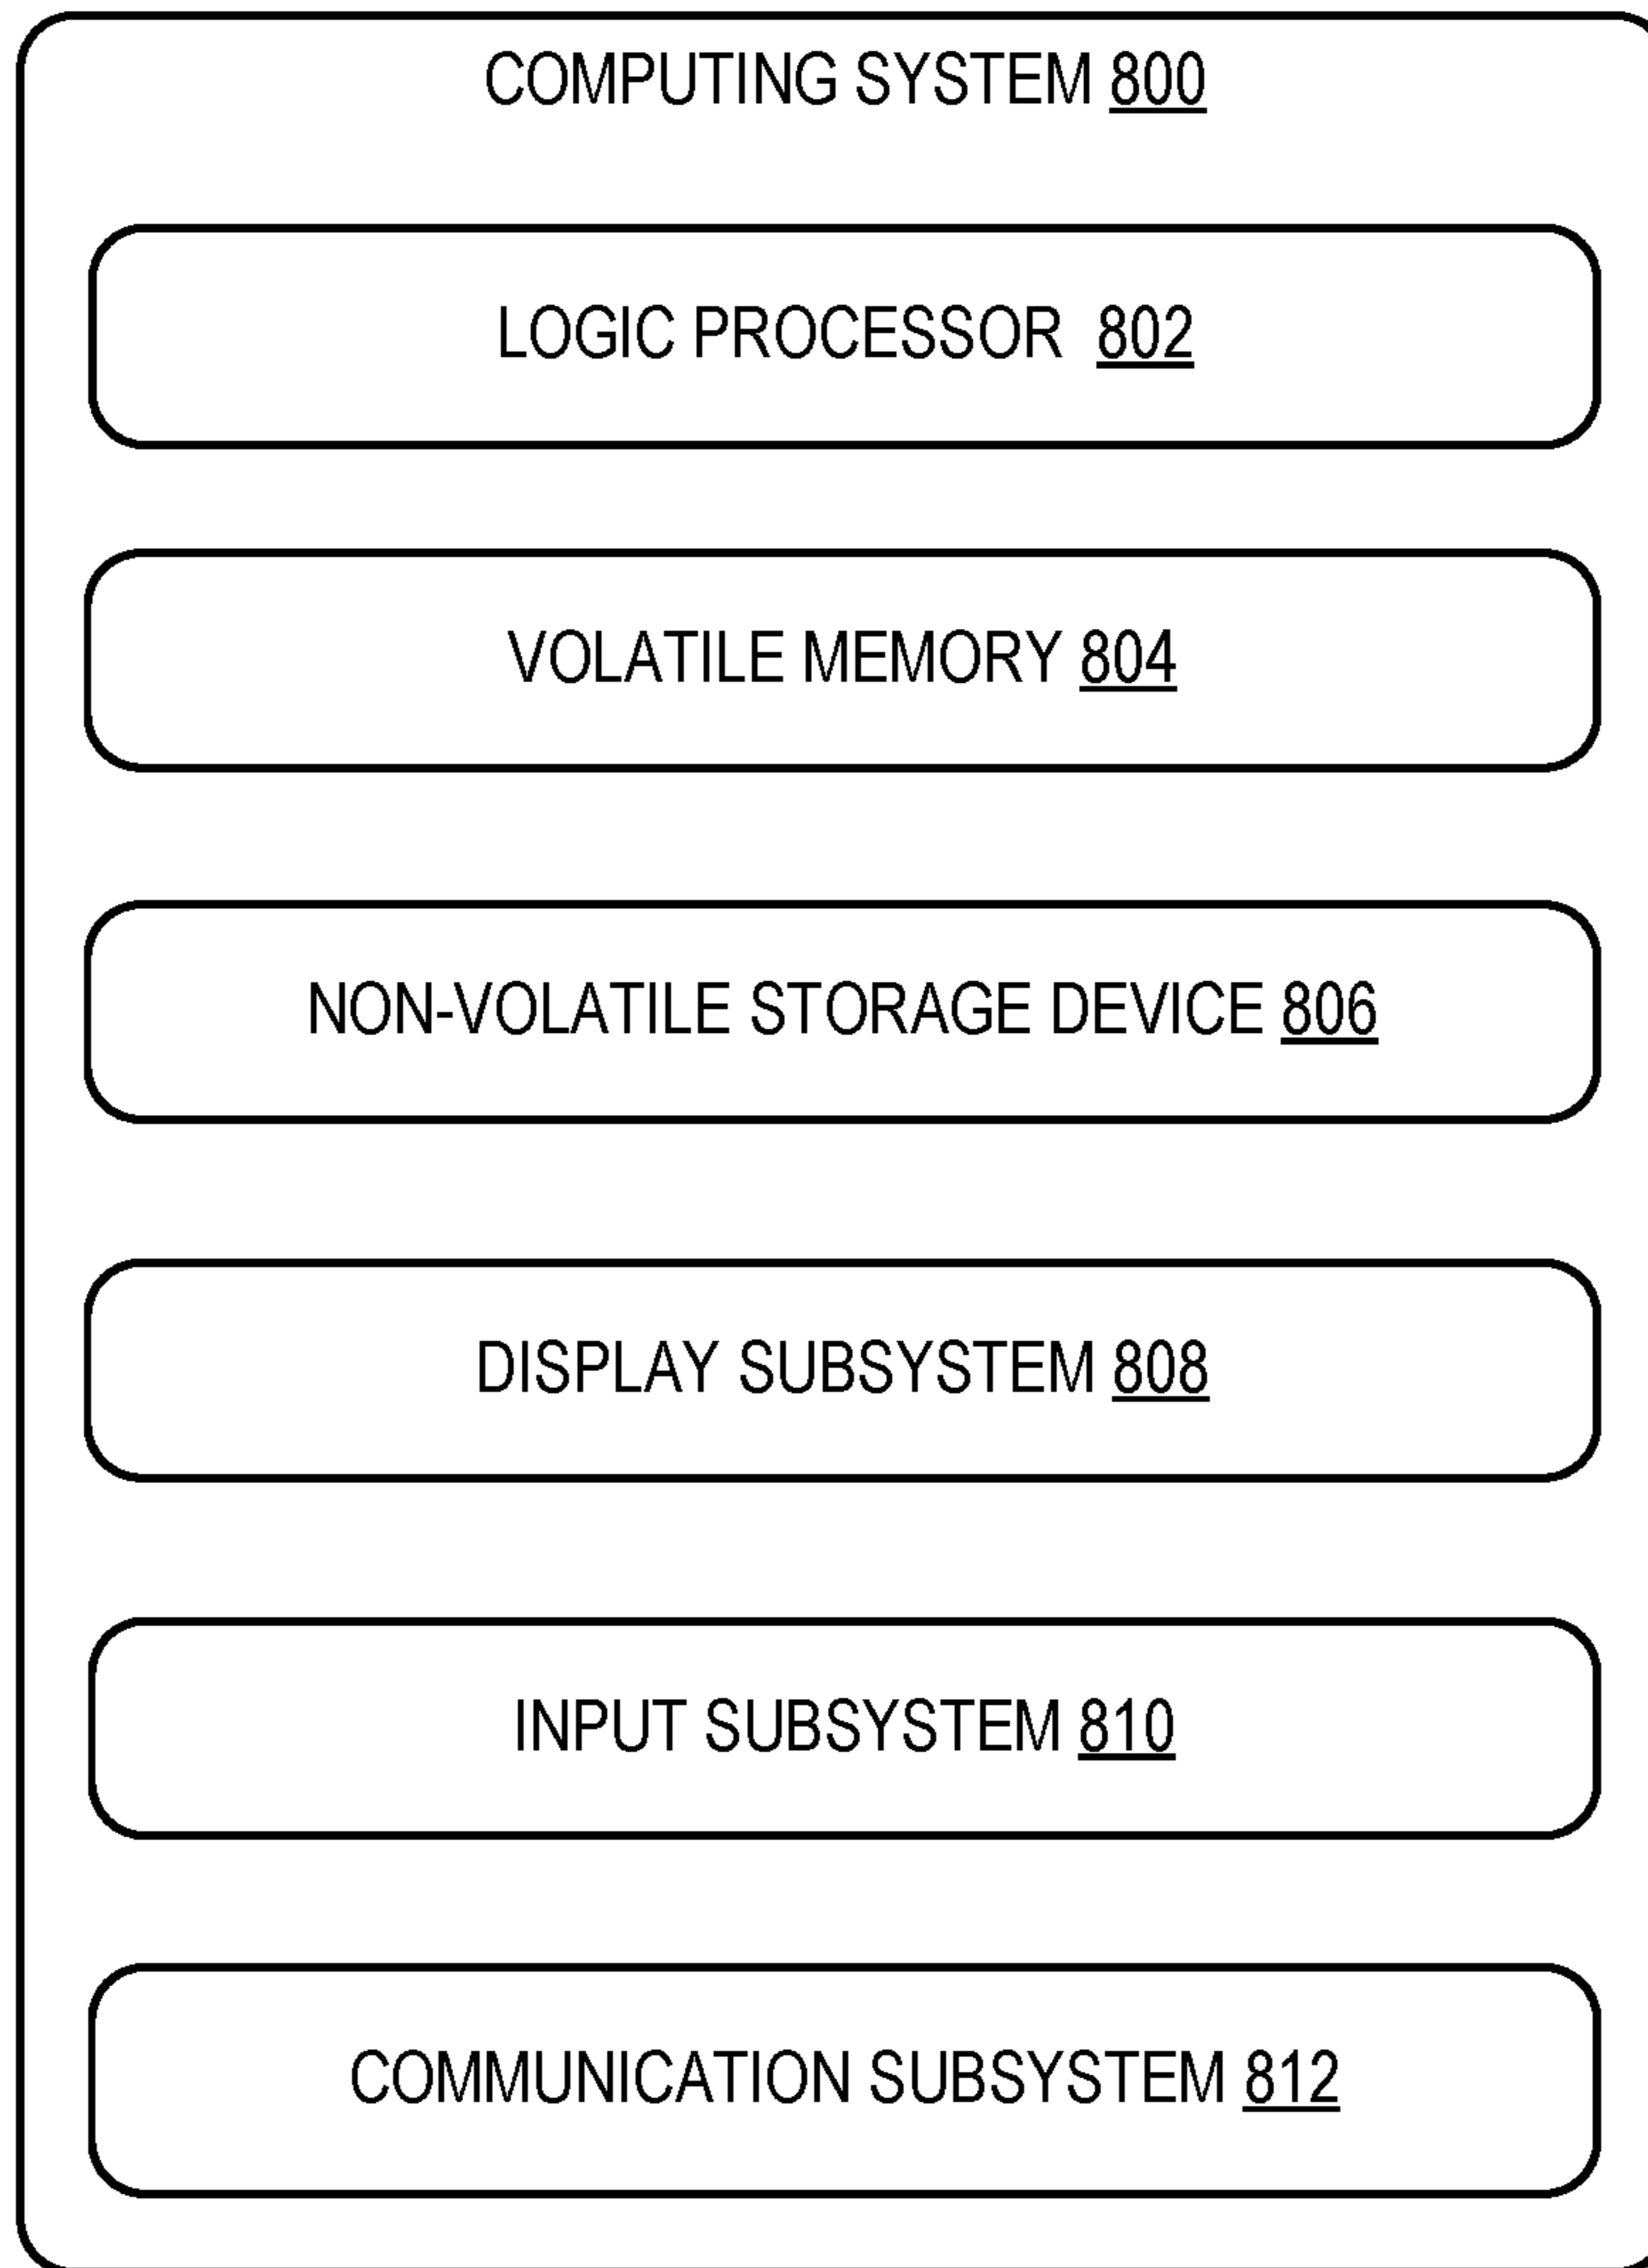 COMPUTING SYSTEM 800
LOGIC PROCESSOR 802
VOLATILE MEMORY 804
NON-VOLATILE STORAGE DEVICE 806
DISPLAY SUBSYSTEM 808
INPUT SUBSYSTEM 810
COMMUNICATION SUBSYSTEM 812